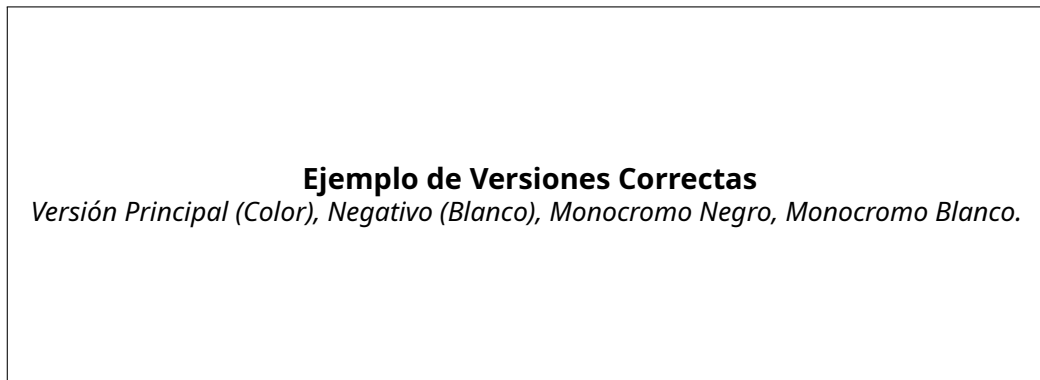 Ejemplo de Versiones Correctas
Versión Principal (Color), Negativo (Blanco), Monocromo Negro, Monocromo Blanco.